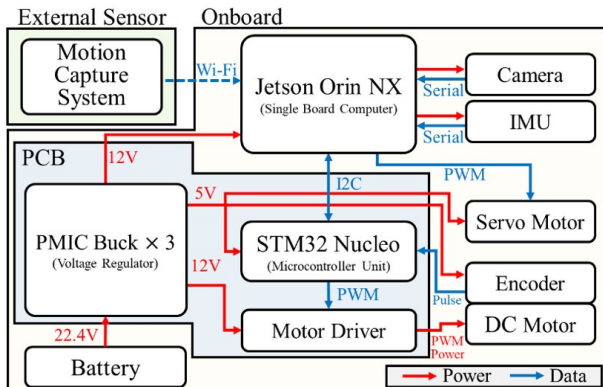 External Sensor
Onboard
Motion
Capture
System
Wi-Fi
Jetson Orin NX
(Single Board Computer)
Camera
Serial
IMU
Serial
12V
PCB
PWM
I2C
5V
PMIC Buck × 3
(Voltage Regulator)
STM32 Nucleo
(Microcontroller Unit)
Servo Motor
12V
Encoder
Pulse
PWM
Motor Driver
DC Motor
PWM
Power
22.4V
Battery
Power
Data